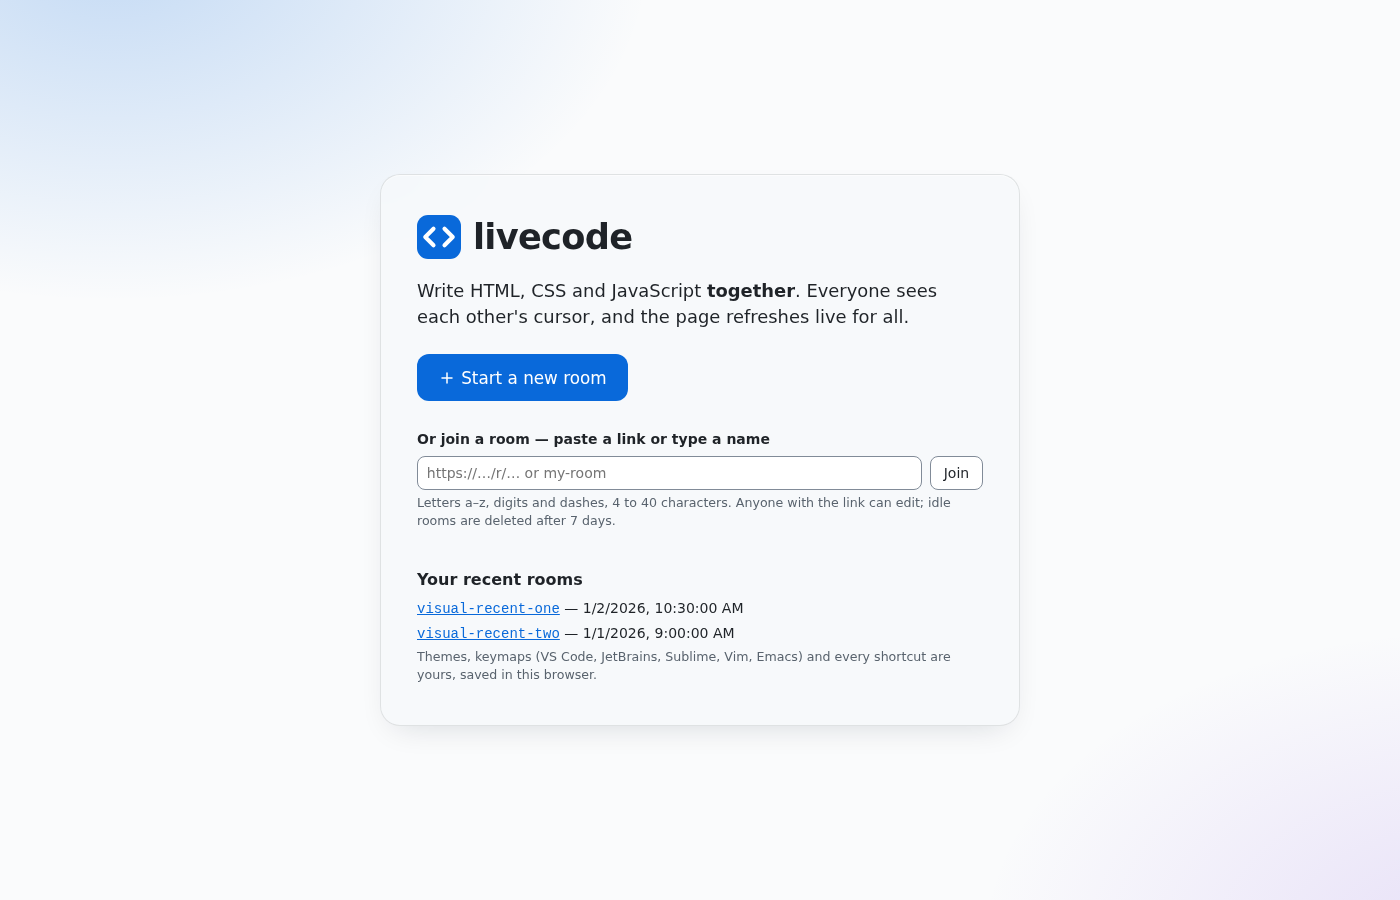 livecode
Write HTML, CSS and JavaScript together. Everyone sees
each other's cursor, and the page refreshes live for all.
+ Start a new room
Or join a room — paste a link or type a name
https://…/r/… or my-room
Join
Letters a–z, digits and dashes, 4 to 40 characters. Anyone with the link can edit; idle
rooms are deleted after 7 days.
Your recent rooms
visual-recent-one — 1/2/2026, 10:30:00 AM
visual-recent-two — 1/1/2026, 9:00:00 AM
Themes, keymaps (VS Code, JetBrains, Sublime, Vim, Emacs) and every shortcut are
yours, saved in this browser.